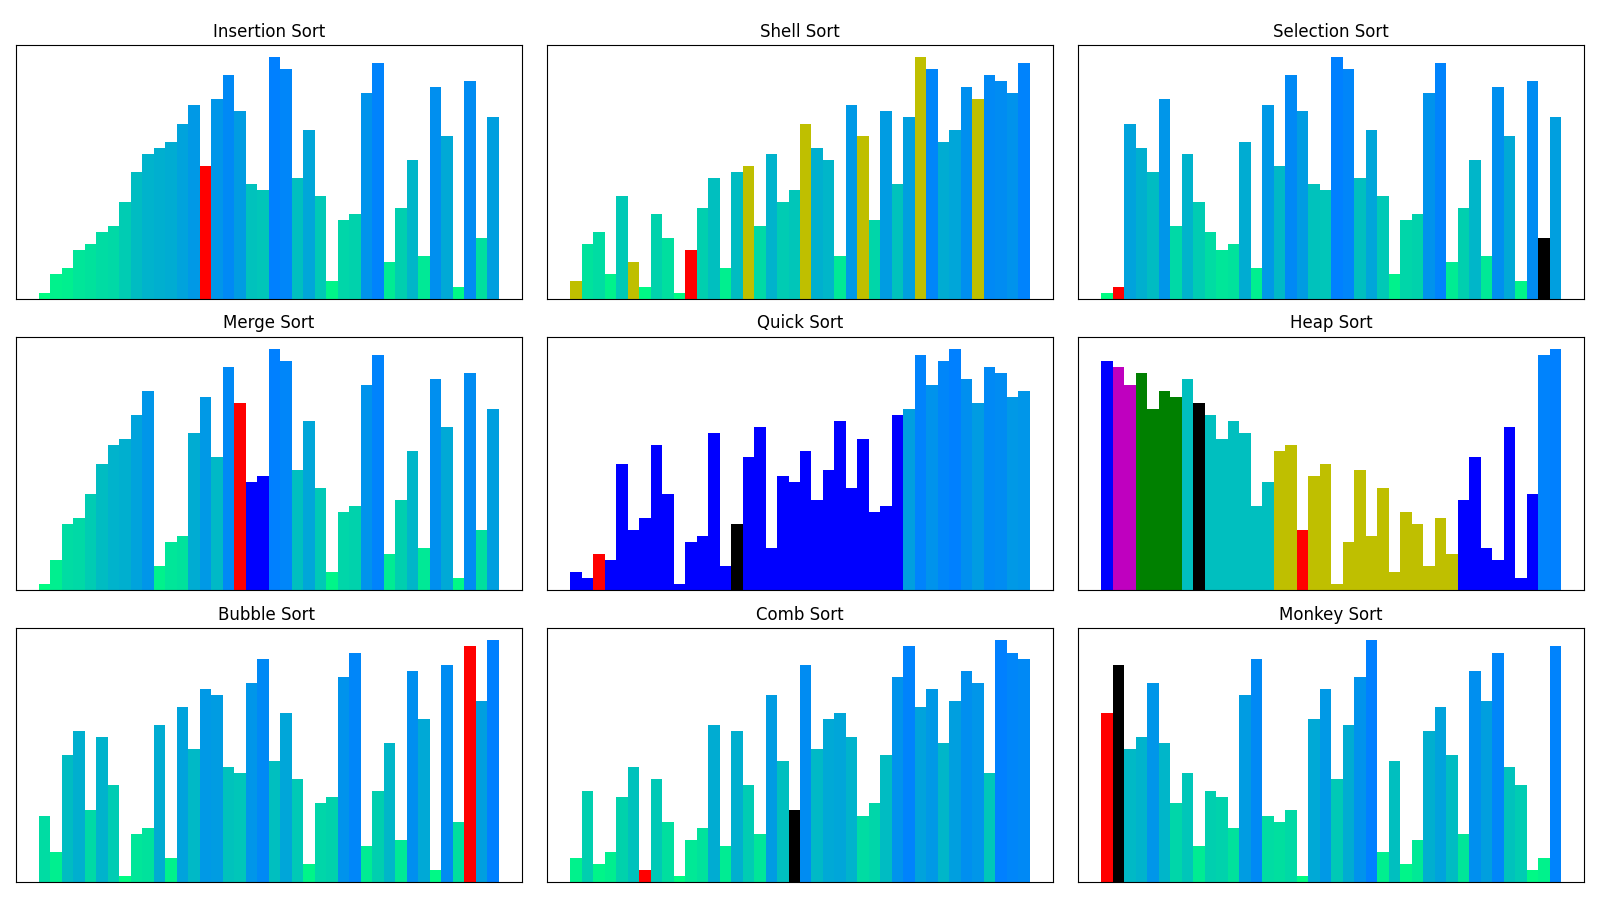 Insertion Sort
Shell Sort
Selection Sort
Merge Sort
Quick Sort
Heap Sort
Bubble Sort
Comb Sort
Monkey Sort